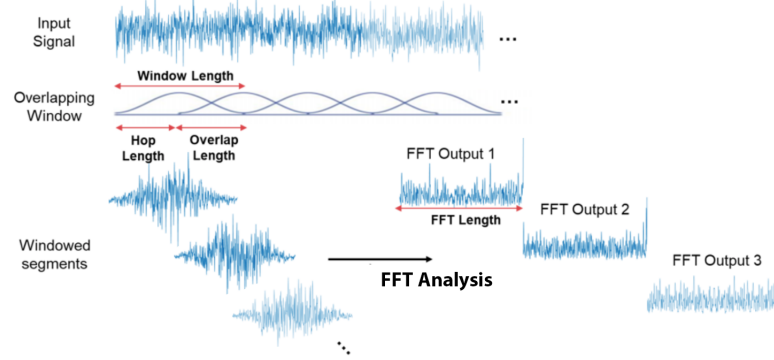 Input
Signal
...
Window Length
Overlapping
Window
...
Hop
Length
Overlap
Length
FFT Output 1
FFT Length
FFT Output 2
Windowed
segments
FFT Analysis
FFT Output 3
...